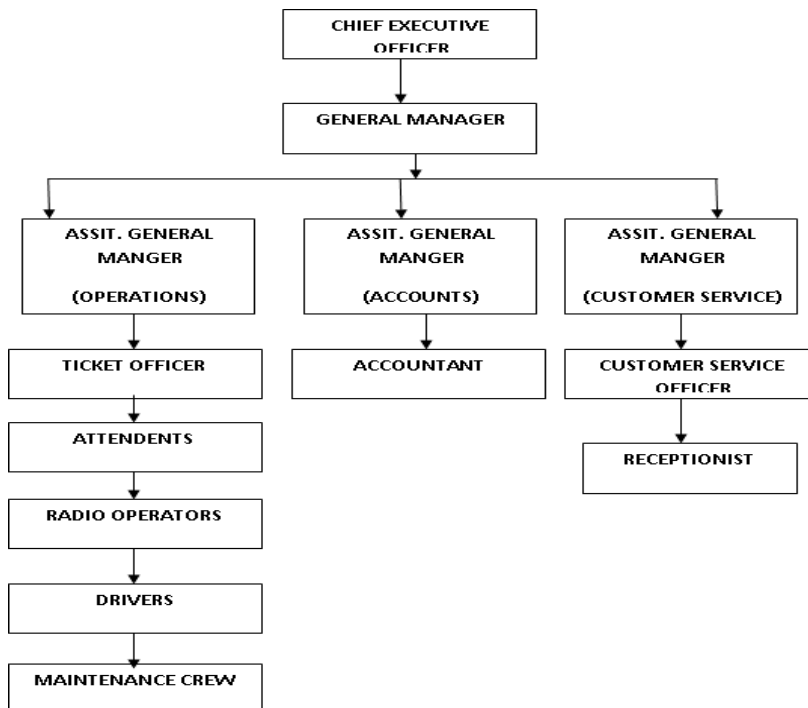 CHIEF EXECUTIVE
OFFICER
GENERAL MANAGER
ASSIT. GENERAL
MANGER
(OPERATIONS)
ASSIT. GENERAL
MANGER
(ACCOUNTS)
ASSIT. GENERAL
MANGER
(CUSTOMER SERVICE)
TICKET OFFICER
ACCOUNTANT
CUSTOMER SERVICE
OFFICER
ATTENDENTS
RECEPTIONIST
RADIO OPERATORS
DRIVERS
MAINTENANCE CREW